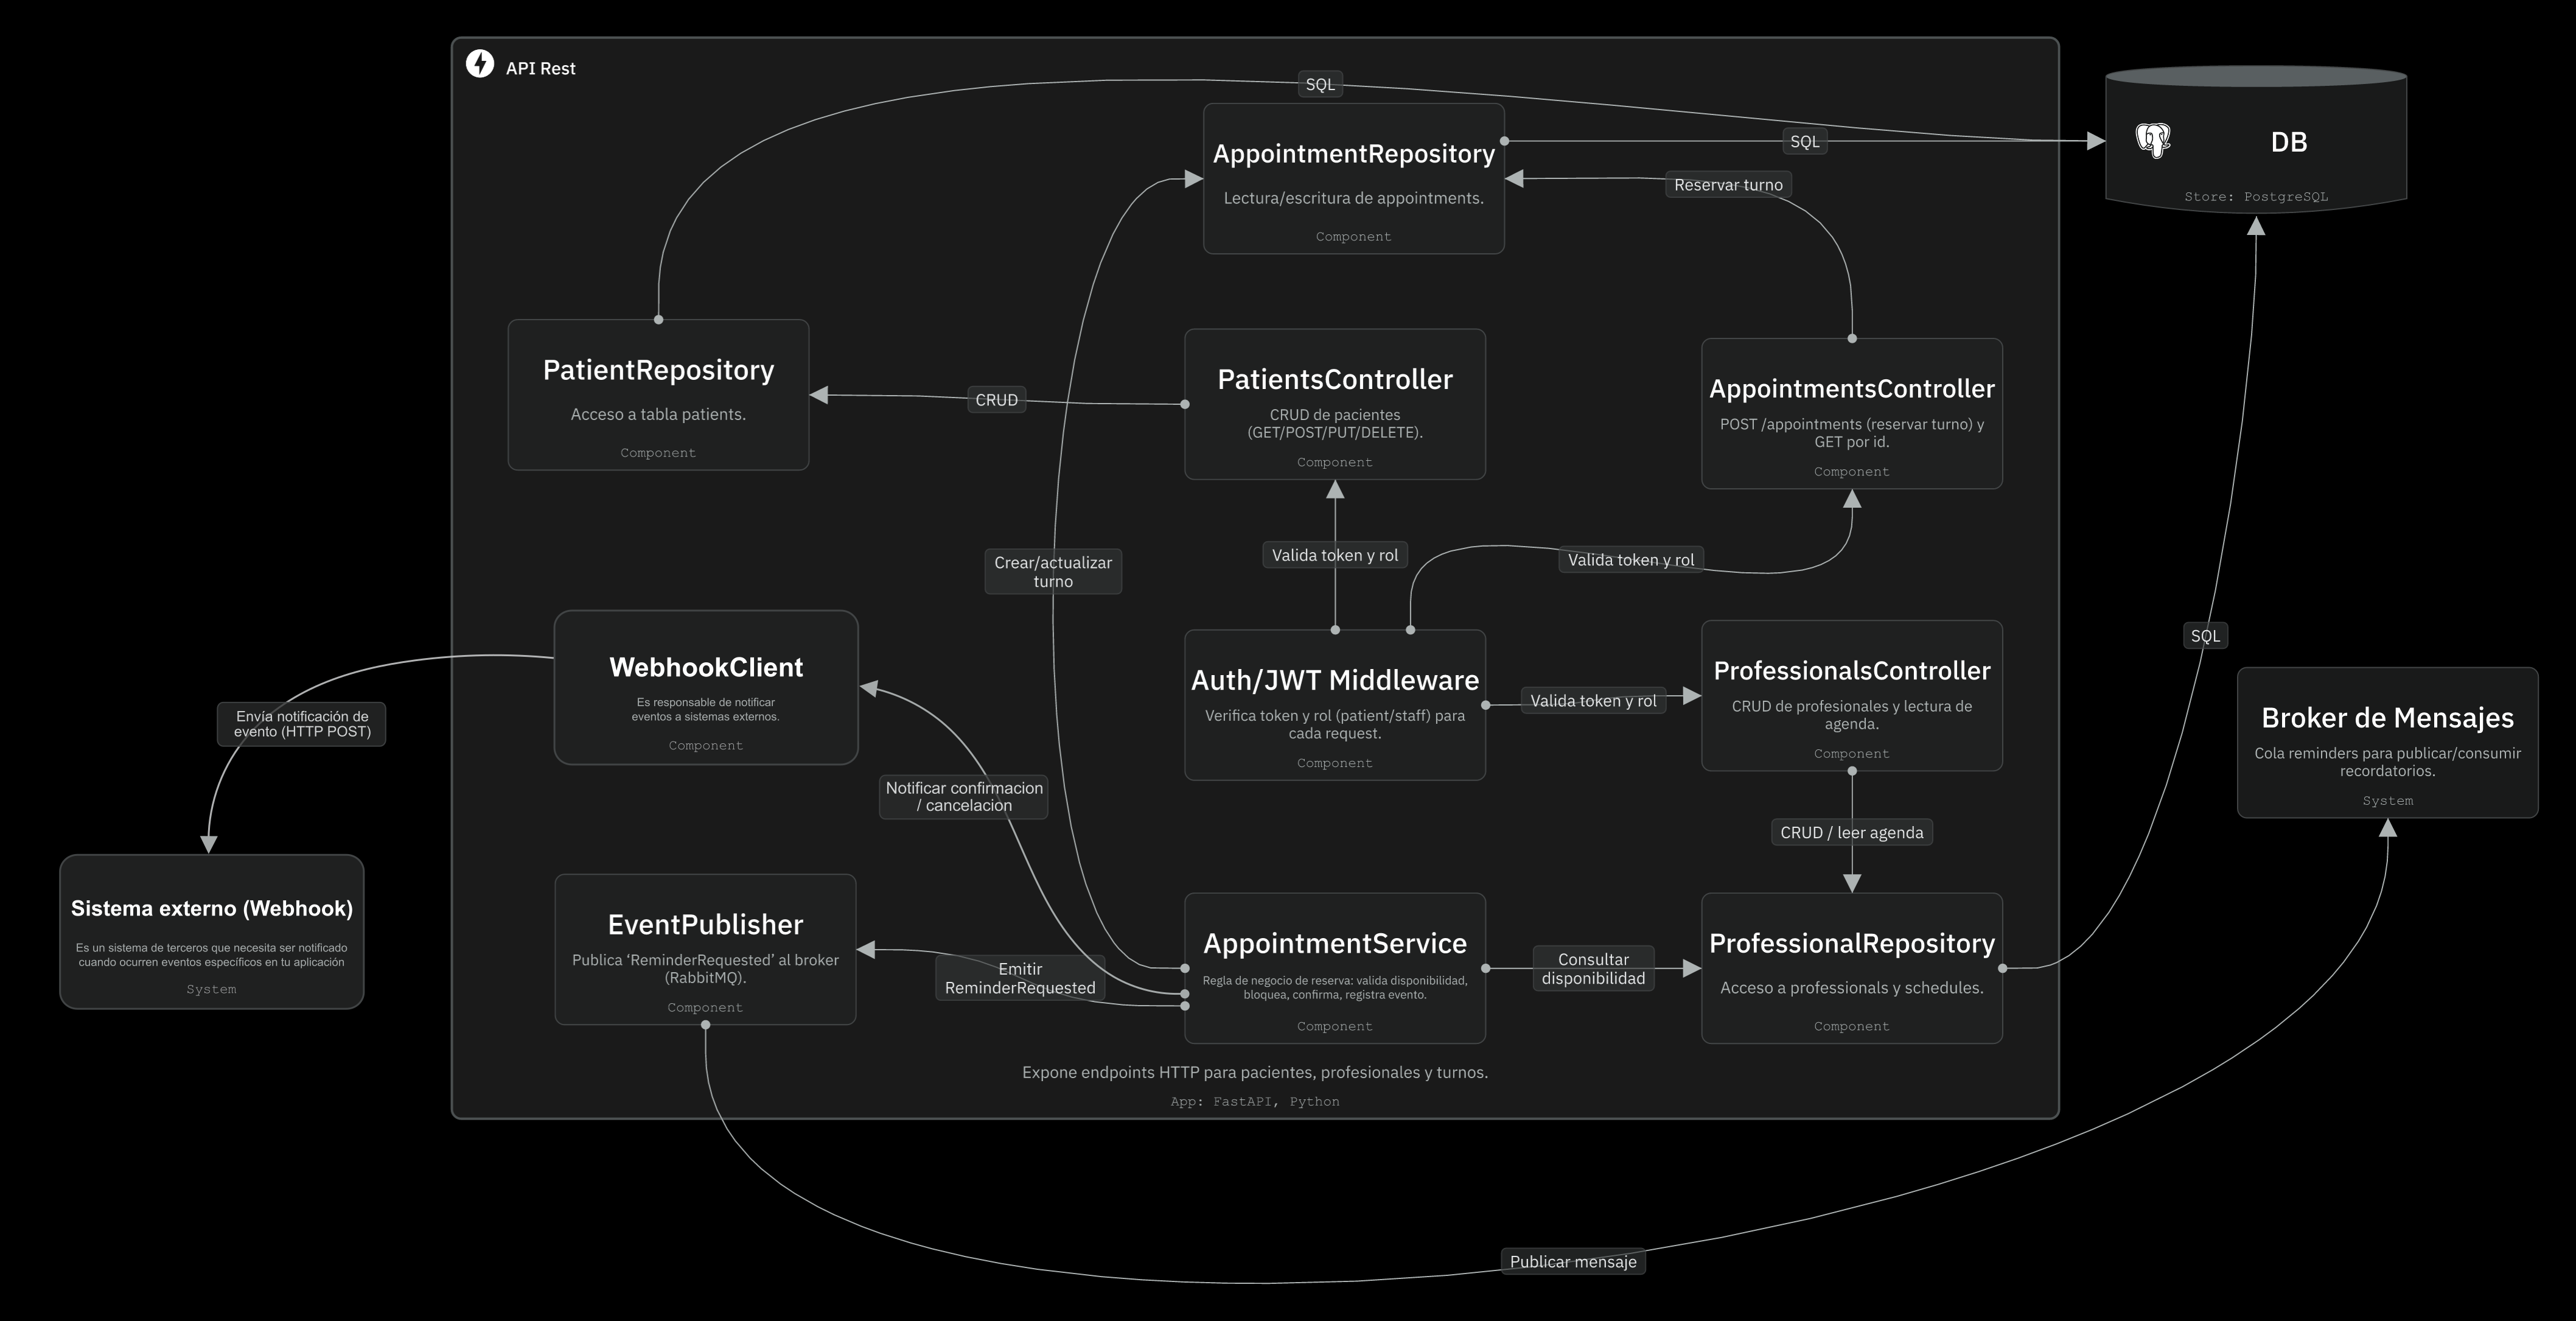 API Rest
SQL
AppointmentRepository
Lectura/escritura de appointments.
Component
SQL
Reservar turno
DB
Store: PostgreSQL
PatientRepository
Acceso a tabla patients.
Component
CRUD
PatientsController
CRUD de pacientes
(GET/POST/PUT/DELETE).
Component
AppointmentsController
POST /appointments (reservar turno) y
GET por id.
Component
Crear/actualizar
turno
Valida token y rol
Valida token y rol
WebhookClient
Es responsable de notificar
eventos a sistemas externos.
Component
Auth/JWT Middleware
Verifica token y rol (patient/staff) para
cada request.
Component
Valida token y rol
ProfessionalsController
CRUD de profesionales y lectura de
agenda.
Component
SQL
Broker de Mensajes
Cola reminders para publicar/consumir
recordatorios.
System
Envía notificación de
evento (HTTP POST)
Notificar confirmacion
/ cancelacion
CRUD / leer agenda
Sistema externo (Webhook)
Es un sistema de terceros que necesita ser notificado
cuando ocurren eventos específicos en tu aplicación
System
EventPublisher
Publica ‘ReminderRequested’ al broker
(RabbitMQ).
Component
Emitir
ReminderRequested
AppointmentService
Regla de negocio de reserva: valida disponibilidad,
bloquea, confirma, registra evento.
Component
Consultar
disponibilidad
ProfessionalRepository
Acceso a professionals y schedules.
Component
Expone endpoints HTTP para pacientes, profesionales y turnos.
App: FastAPI, Python
Publicar mensaje